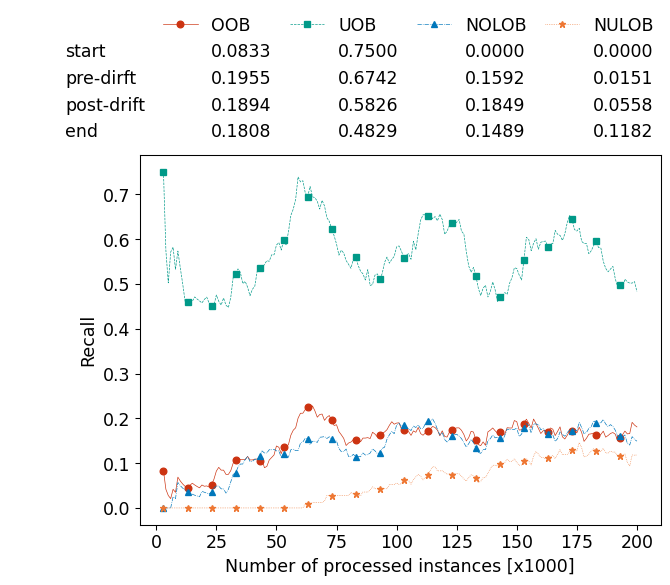 OOB UOB NOLOB NULOB
start 0.0833 0.7500 0.0000 0.0000
pre-dirft 0.1955 0.6742 0.1592 0.0151
post-drift 0.1894 0.5826 0.1849 0.0558
end 0.1808 0.4829 0.1489 0.1182
0.7
0.6
0.5
0.4
0.3
0.2
0.1
0.0
Recall
0 25 50 75 100 125 150 175 200
Number of processed instances [x1000]